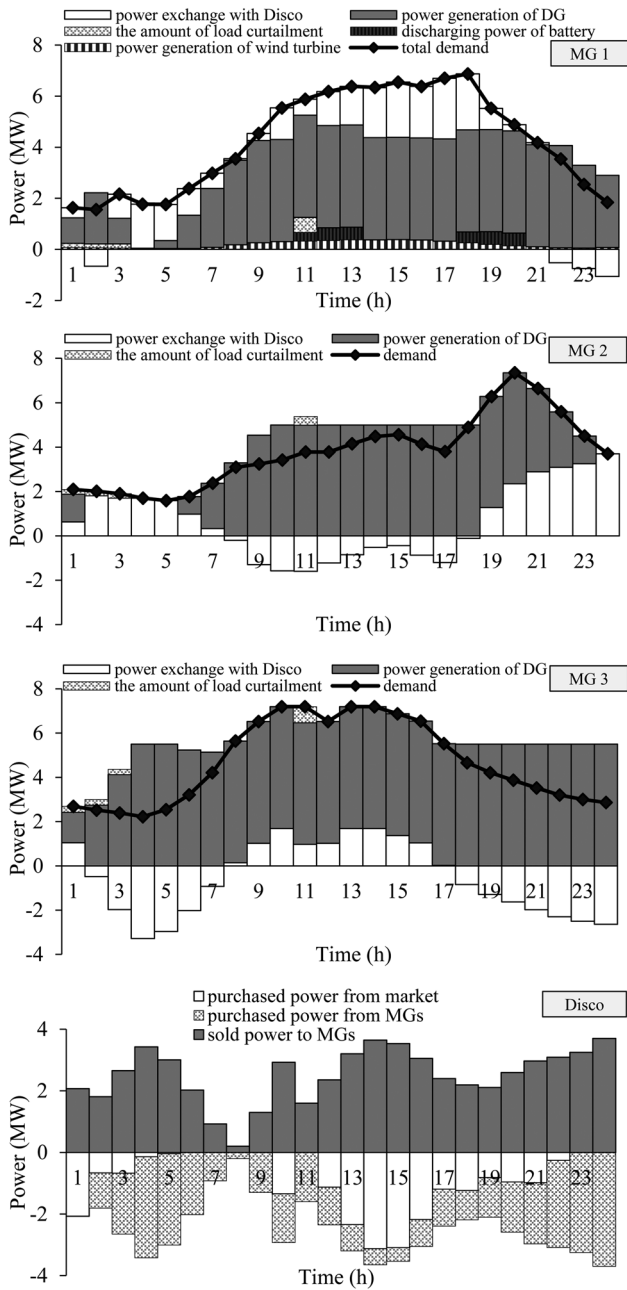 power exchange with Disco power generation of DG
the amount of load curtailment discharging power of battery
power generation of wind turbine total demand
MG 1
8
6
4
2
0
-2
Power (MW)
1 3 5 7 9 11 13 15 17 19 21 23
Time (h)
power exchange with Disco power generation of DG
the amount of load curtailment demand
MG 2
8
6
4
2
0
-2
-4
Power (MW)
1 3 5 7 9 11 13 15 17 19 21 23
Time (h)
power exchange with Disco power generation of DG
the amount of load curtailment demand
MG 3
8
6
4
2
0
-2
-4
Power (MW)
1 3 5 7 9 11 13 15 17 19 21 23
Time (h)
purchased power from market
purchased power from MGs
sold power to MGs
Disco
4
2
0
-2
-4
Power (MW)
1 3 5 7 9 11 13 15 17 19 21 23
Time (h)